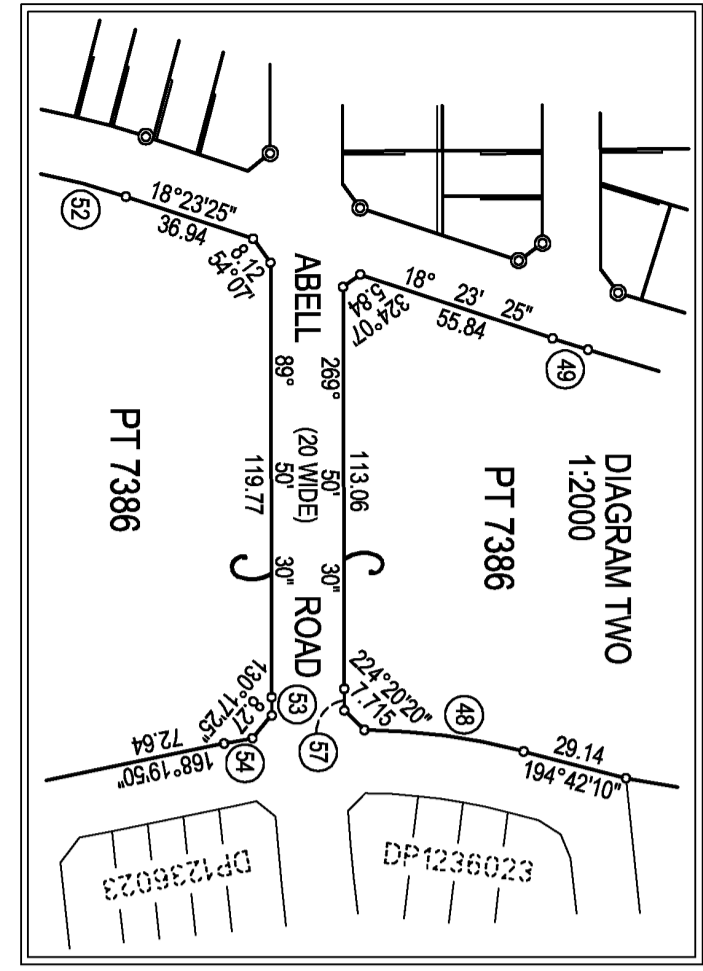 DIAGRAM TWO
1:2000
PT 7386
PT 7386
ABELL
(20 WIDE)
ROAD
18°23'25"
36.94
8.12
54°07'
52
18° 23' 25"
55.84
5.84
324°07'
49
269° 50' 30"
113.06
89° 50' 30"
119.77
224°20'20"
7.715
48
29.14
194°42'10"
57
53
130°17'25"
8.27
54
72.64
168°19'50"
DP1236023
DP1236023